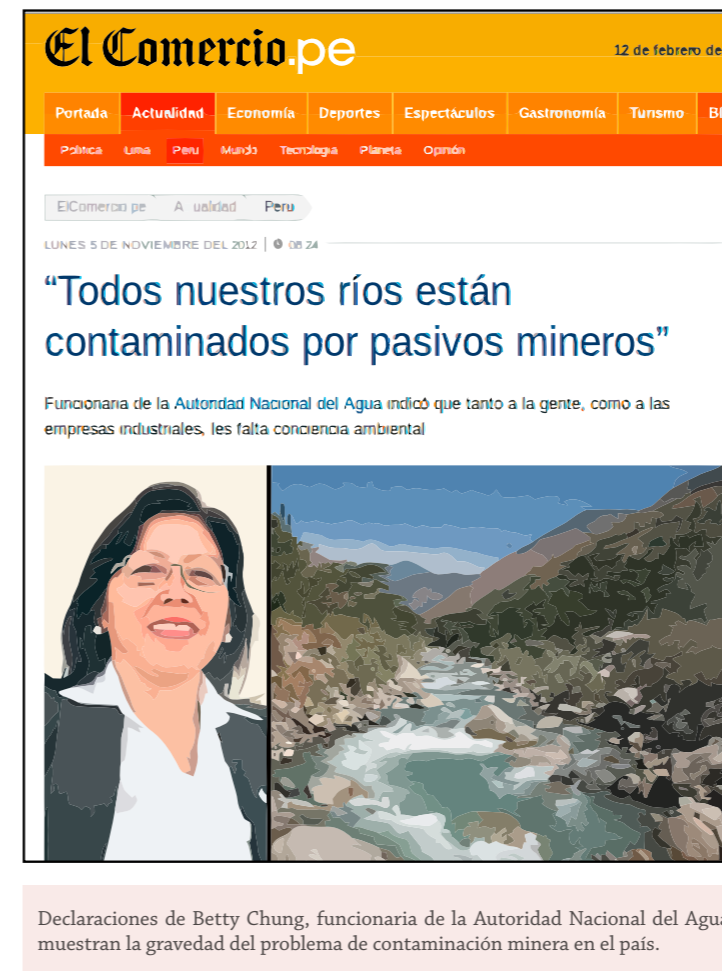 El Comercio.pe
12 de febrero de
Portada Actualidad Economía Deportes Espectáculos Gastronomía Turismo Bl
Política Lima Perú Mundo Tecnología Planeta Opinión
ElComercio.pe Actualidad Peru
LUNES 5 DE NOVIEMBRE DEL 2012 | 08:24
“Todos nuestros ríos están
contaminados por pasivos mineros”
Funcionaria de la Autoridad Nacional del Agua indicó que tanto a la gente, como a las
empresas industriales, les falta conciencia ambiental
Declaraciones de Betty Chung, funcionaria de la Autoridad Nacional del Agua
muestran la gravedad del problema de contaminación minera en el país.